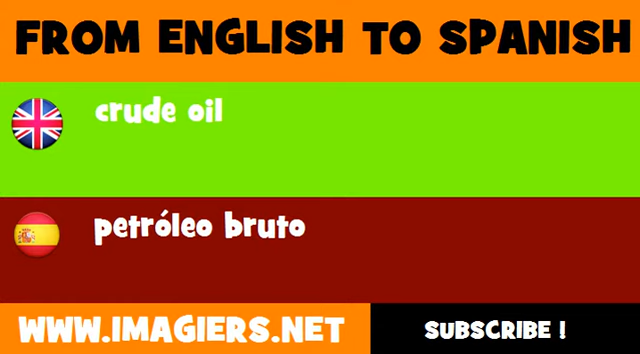 FROM ENGLISH TO SPANISH
crude oil
petróleo bruto
WWW.IMAGIERS.NET
SUBSCRIBE !